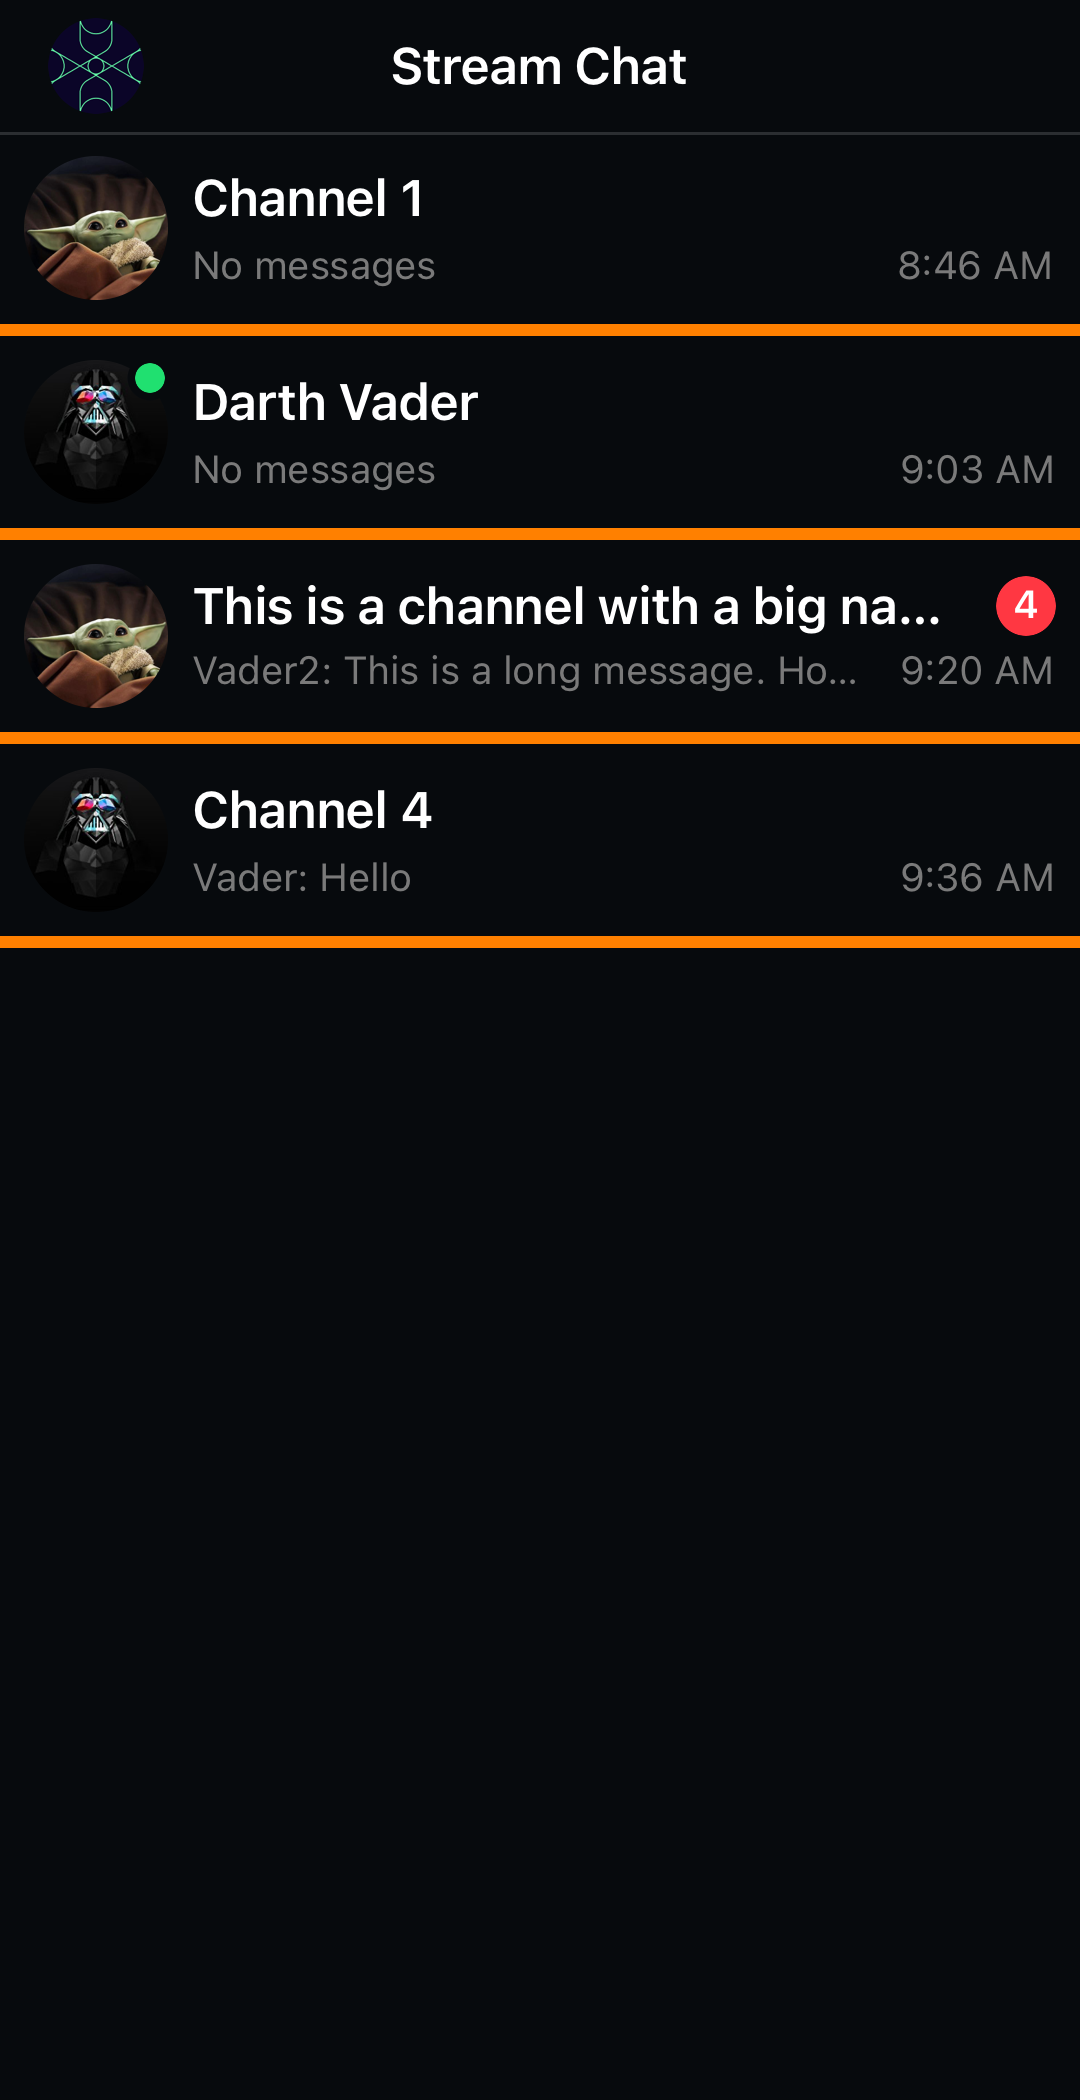 Stream Chat
Channel 1
No messages
8:46 AM
Darth Vader
No messages
9:03 AM
This is a channel with a big na...
4
Vader2: This is a long message. Ho...
9:20 AM
Channel 4
Vader: Hello
9:36 AM